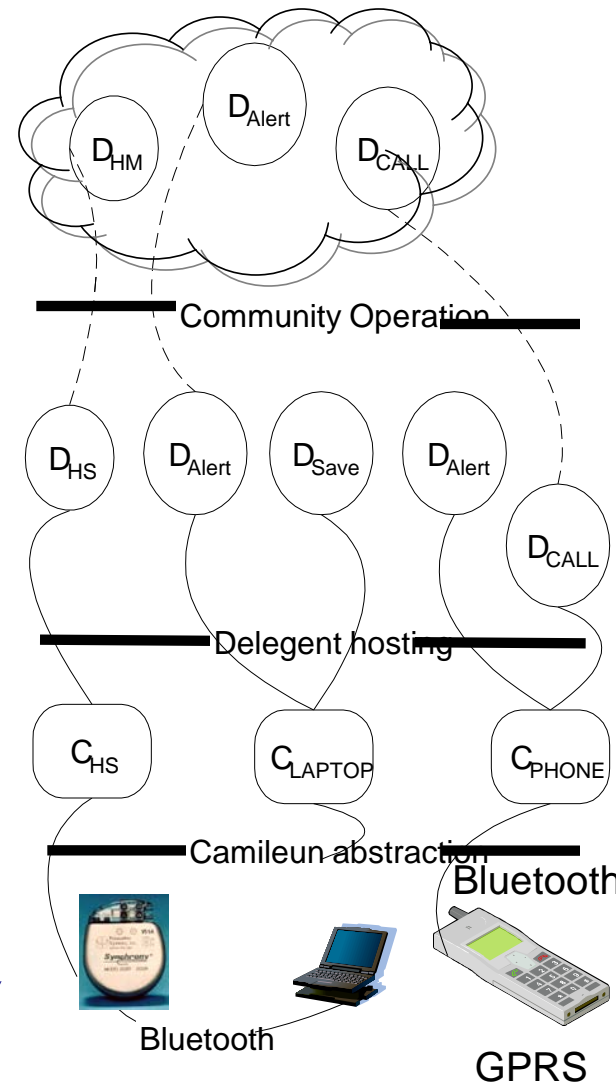 D_Alert
D_HM D_CALL
Community Operation
D_HS D_Alert D_Save D_Alert
D_CALL
Delegent hosting
C_HS C_LAPTOP C_PHONE
Camileun abstraction
Bluetooth
Synchrony
Bluetooth
GPRS